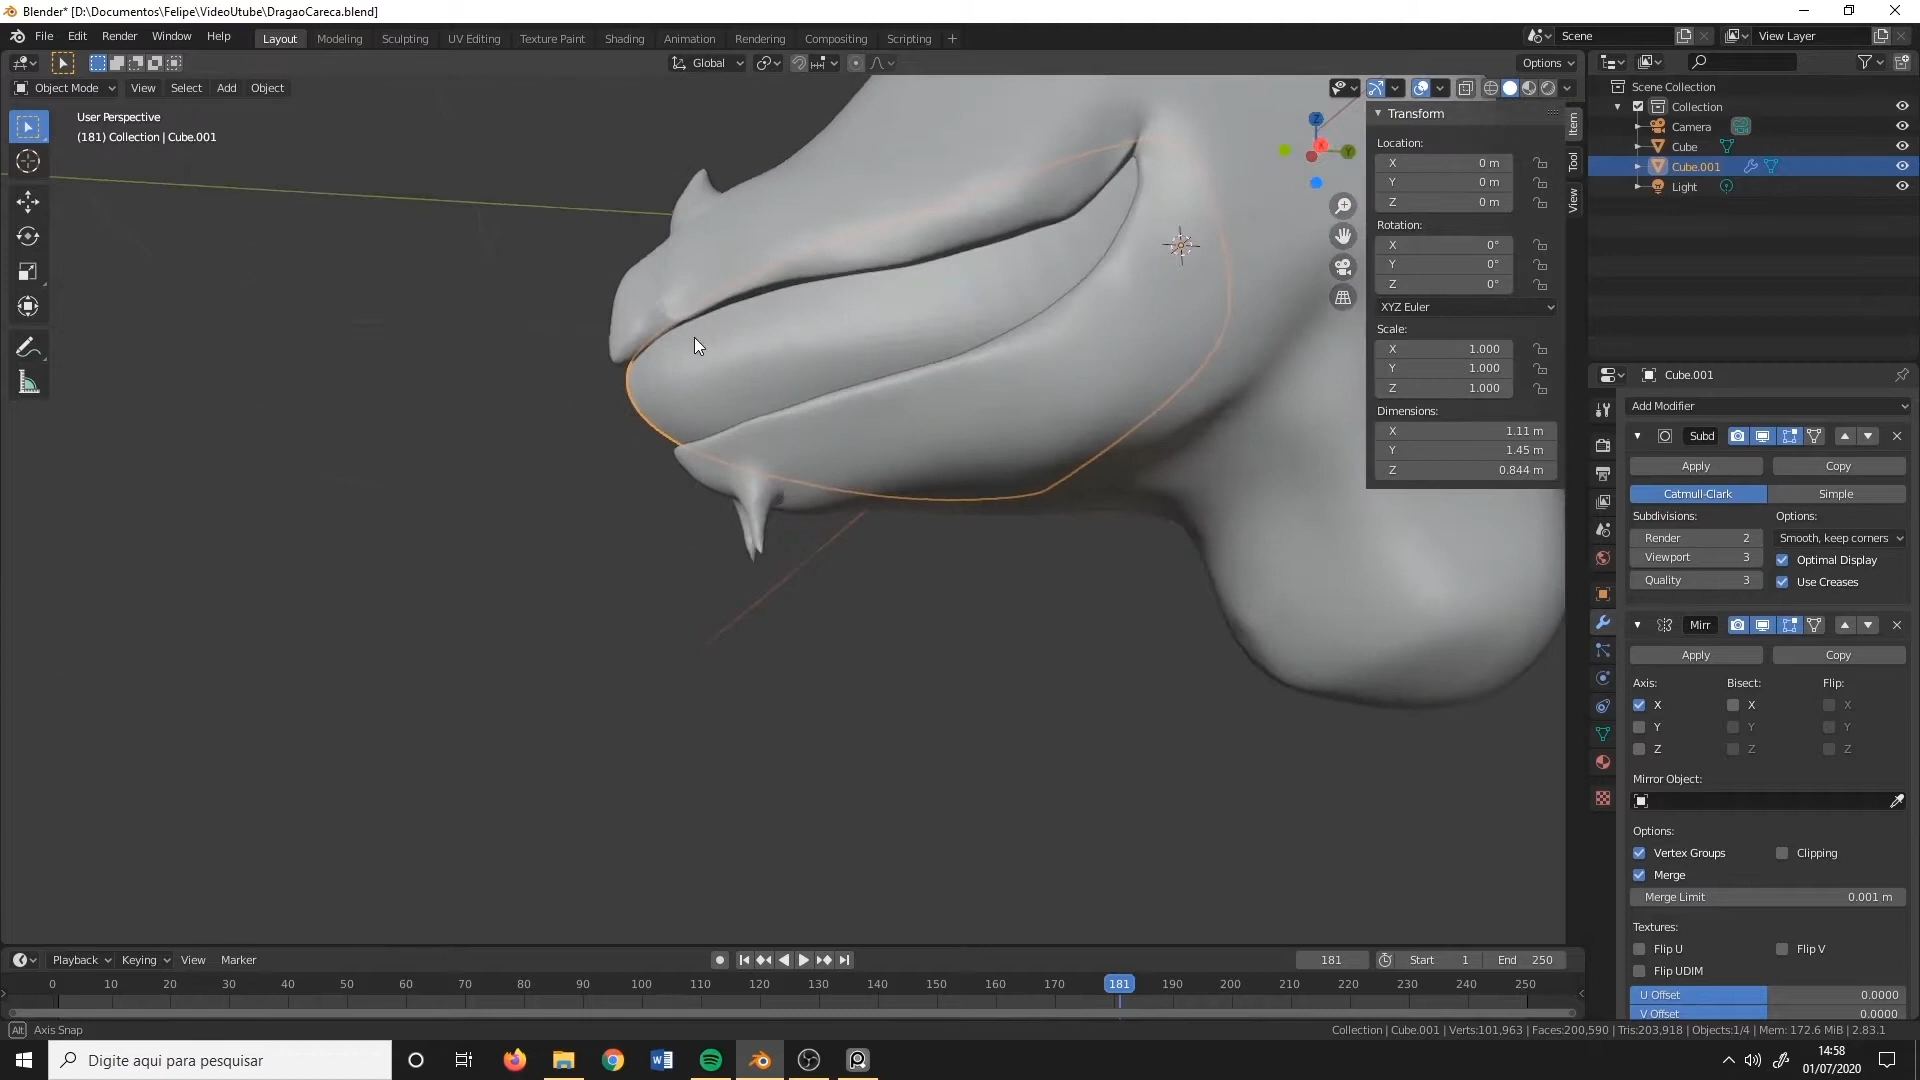 Blender* [D:\Documentos\Felipe\VideoUtube\DragaoCareca.blend]
File Edit Render Window Help Layout Modeling Sculpting UV Editing Texture Paint Shading Animation Rendering Compositing Scripting + Scene View Layer
Global Options
Object Mode View Select Add Object
User Perspective
(181) Collection | Cube.001
Scene Collection
Collection
Camera
Cube
Cube.001
Light
Z
X
Y
Item
Tool
View
Transform
Location:
X 0 m
Y 0 m
Z 0 m
Rotation:
X 0°
Y 0°
Z 0°
XYZ Euler
Scale:
X 1.000
Y 1.000
Z 1.000
Dimensions:
X 1.11 m
Y 1.45 m
Z 0.844 m
Cube.001
Add Modifier
Subd
Apply Copy
Catmull-Clark Simple
Subdivisions: Options:
Render 2 Smooth, keep corners
Viewport 3 Optimal Display
Quality 3 Use Creases
Mirr
Apply Copy
Axis: Bisect: Flip:
X X X
Y Y Y
Z Z Z
Mirror Object:
Options:
Vertex Groups Clipping
Merge
Merge Limit 0.001 m
Textures:
Flip U Flip V
Flip UDIM
U Offset 0.0000
V Offset 0.0000
Playback Keying View Marker 181 Start 1 End 250
0 10 20 30 40 50 60 70 80 90 100 110 120 130 140 150 160 170 181 190 200 210 220 230 240 250
Alt Axis Snap Collection | Cube.001 | Verts:101,963 | Faces:200,590 | Tris:203,918 | Objects:1/4 | Mem: 172.6 MiB | 2.83.1
Digite aqui para pesquisar
14:58
01/07/2020